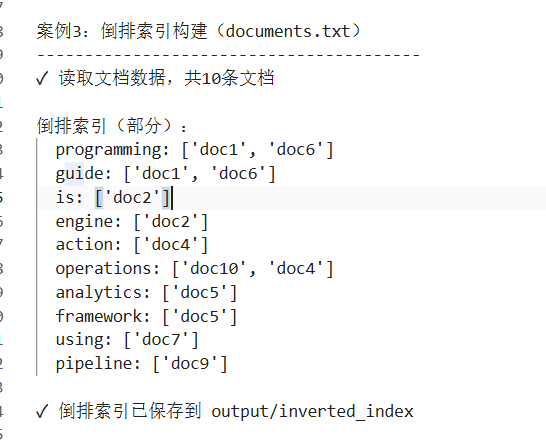 案例3：倒排索引构建（documents.txt）
----------------------------------------
✓ 读取文档数据，共10条文档
倒排索引（部分）：
programming: ['doc1', 'doc6']
guide: ['doc1', 'doc6']
is: ['doc2']
engine: ['doc2']
action: ['doc4']
operations: ['doc10', 'doc4']
analytics: ['doc5']
framework: ['doc5']
using: ['doc7']
pipeline: ['doc9']
✓ 倒排索引已保存到 output/inverted_index